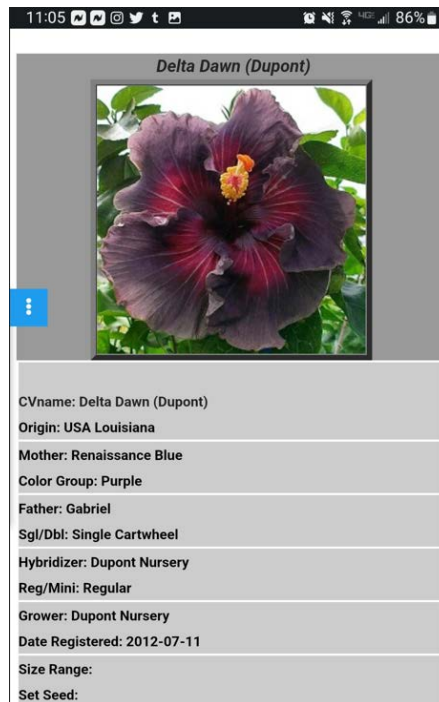 11:05
4GE
86%
Delta Dawn (Dupont)
CVname: Delta Dawn (Dupont)
Origin: USA Louisiana
Mother: Renaissance Blue
Color Group: Purple
Father: Gabriel
Sgl/Dbl: Single Cartwheel
Hybridizer: Dupont Nursery
Reg/Mini: Regular
Grower: Dupont Nursery
Date Registered: 2012-07-11
Size Range:
Set Seed: